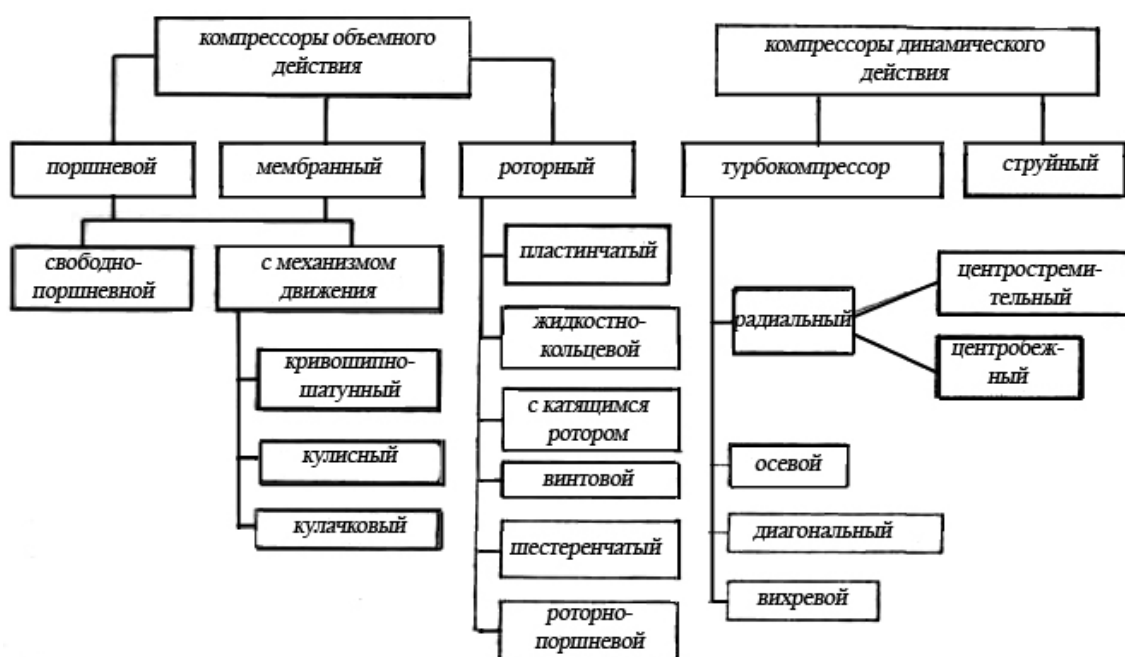 компрессоры объемного
действия
компрессоры динамического
действия
поршневой
мембранный
роторный
турбокомпрессор
струйный
свободно-
поршневной
с механизмом
движения
кривошипно-
шатунный
кулисный
кулачковый
пластинчатый
жидкостно-
кольцевой
с катящимся
ротором
винтовой
шестеренчатый
роторно-
поршневой
радиальный
центростреми-
тельный
центробеж-
ный
осевой
диагональный
вихревой